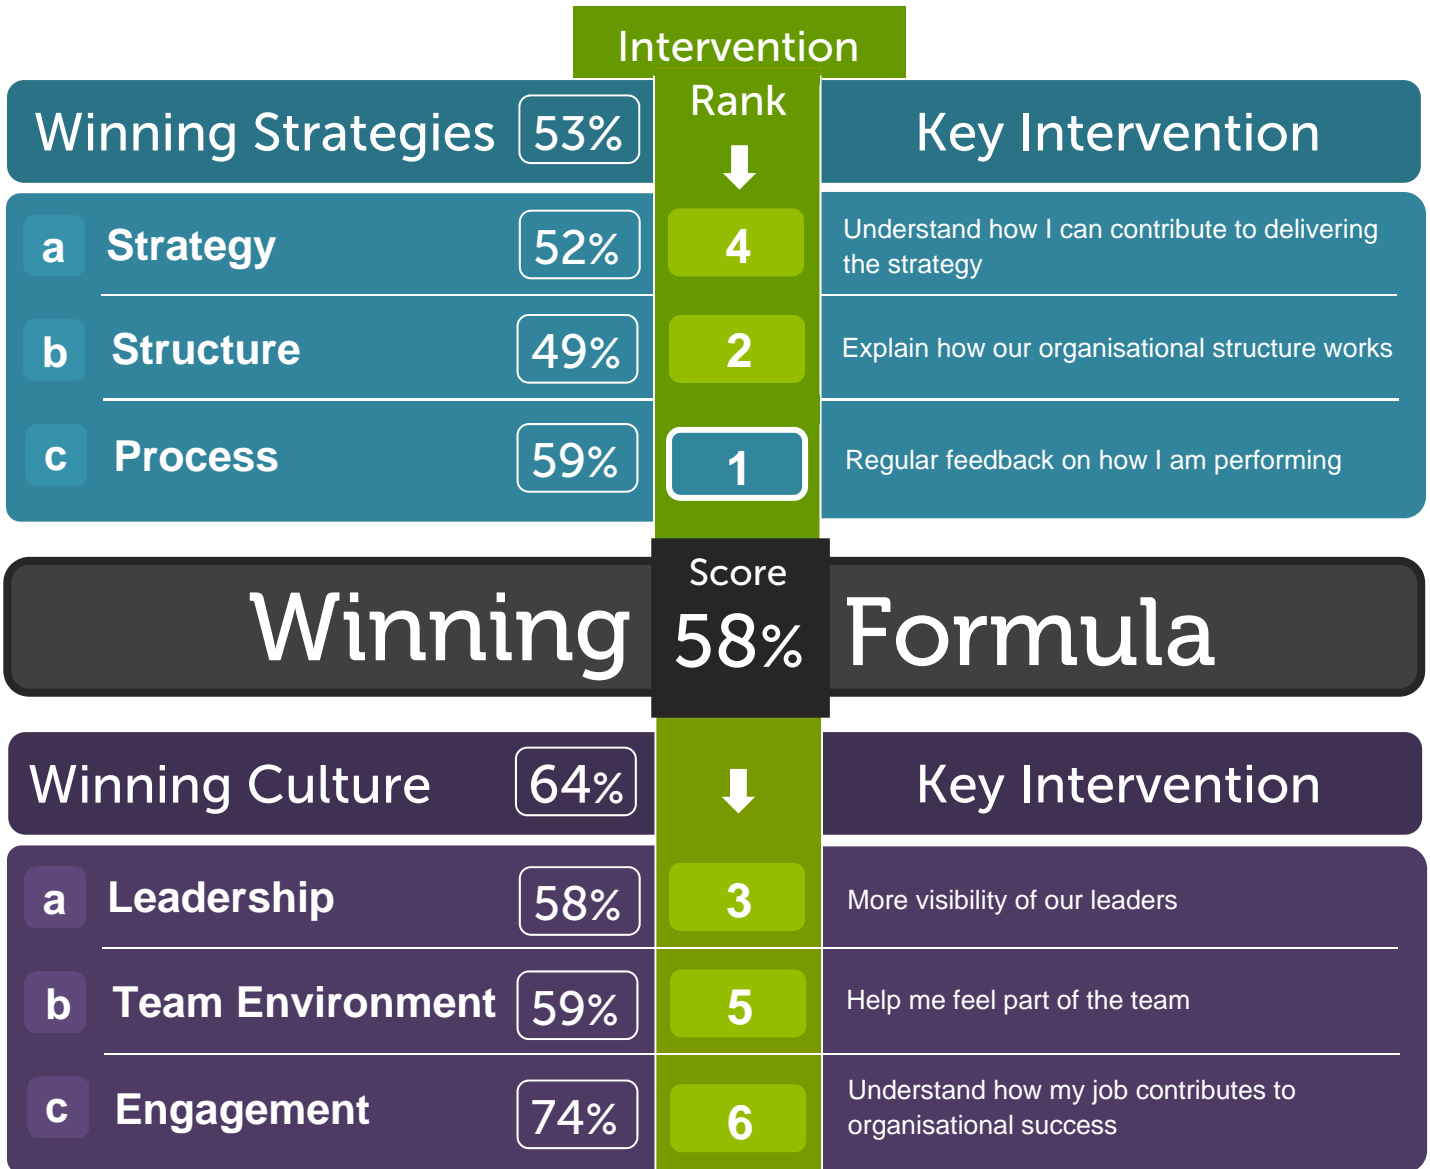 Intervention
Rank
Winning Strategies 53%
Key Intervention
a Strategy 52% 4 Understand how I can contribute to delivering
the strategy
b Structure 49% 2 Explain how our organisational structure works
c Process 59% 1 Regular feedback on how I am performing
Score
Winning 58% Formula
Winning Culture 64% Key Intervention
a Leadership 58% 3 More visibility of our leaders
b Team Environment 59% 5 Help me feel part of the team
c Engagement 74% 6 Understand how my job contributes to
organisational success